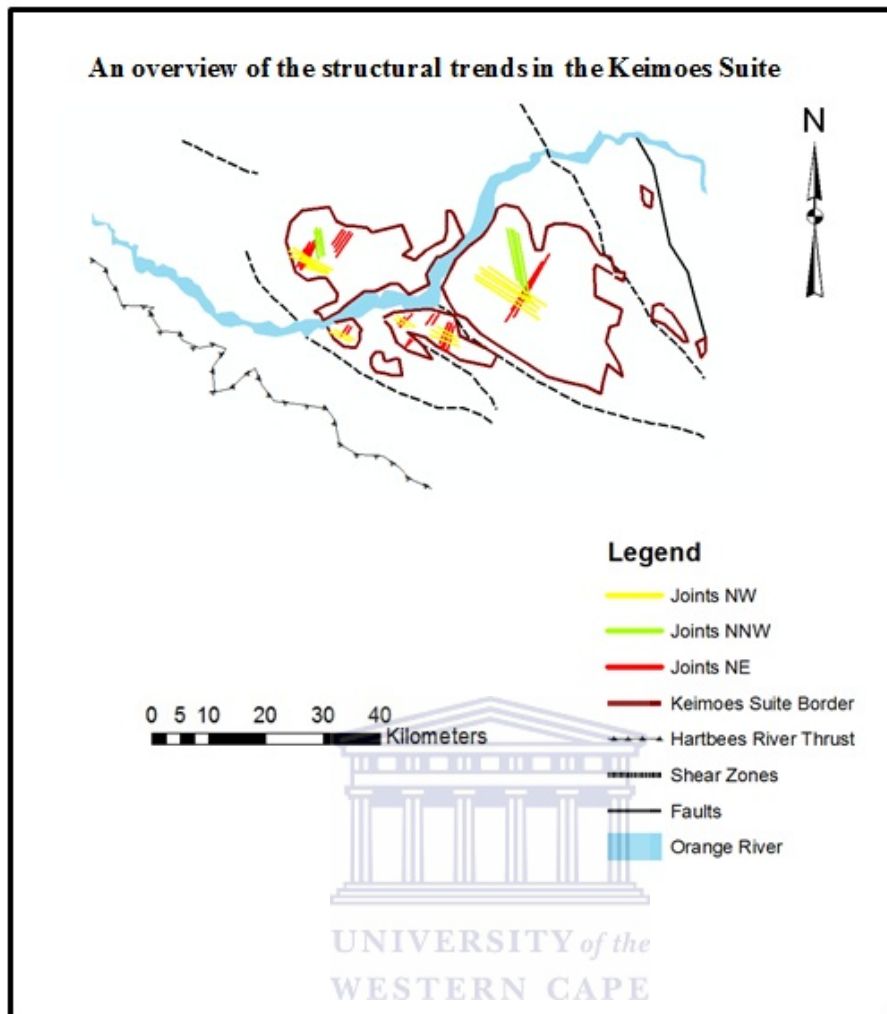 An overview of the structural trends in the Keimoes Suite
N
Legend
Joints NW
Joints NNW
Joints NE
Keimoes Suite Border
Hartbees River Thrust
Shear Zones
Faults
Orange River
0 5 10 20 30 40
Kilometers
UNIVERSITY of the
WESTERN CAPE